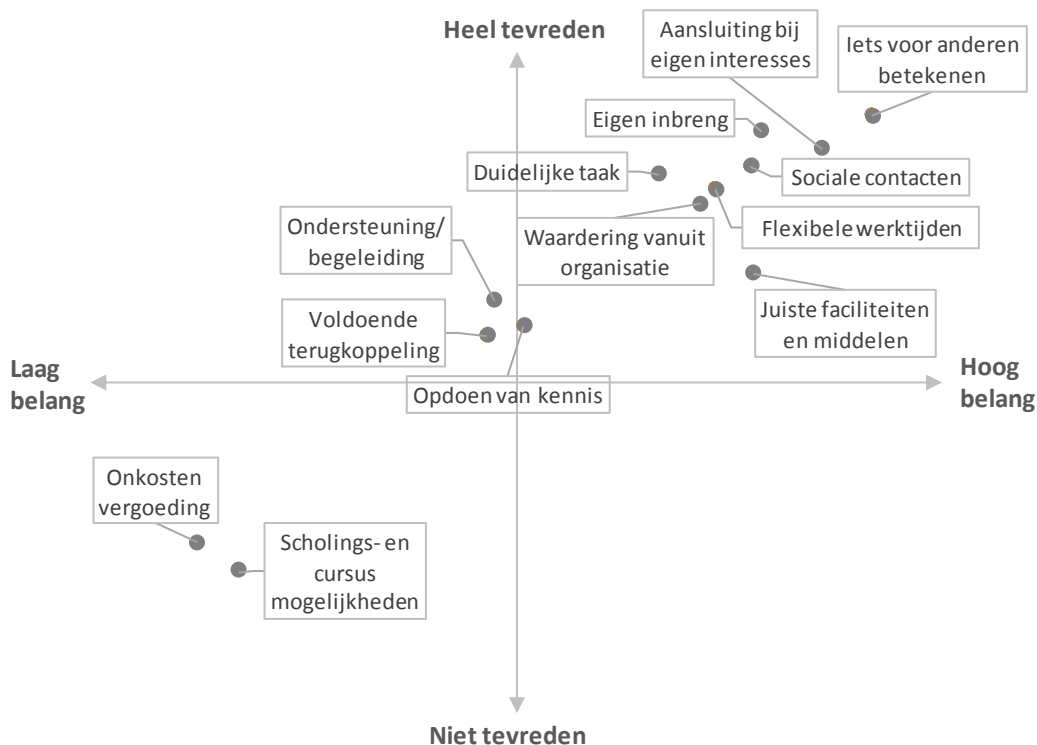 Heel tevreden
Aansluiting bij
eigen interesses
Iets voor anderen
betekenen
Eigen inbreng
Duidelijke taak
Sociale contacten
Ondersteuning/
begeleiding
Waardering vanuit
organisatie
Flexibele werktijden
Voldoende
terugkoppeling
Juiste faciliteiten
en middelen
Laag
belang
Hoog
belang
Opdoen van kennis
Onkosten
vergoeding
Scholings- en
cursus
mogelijkheden
Niet tevreden